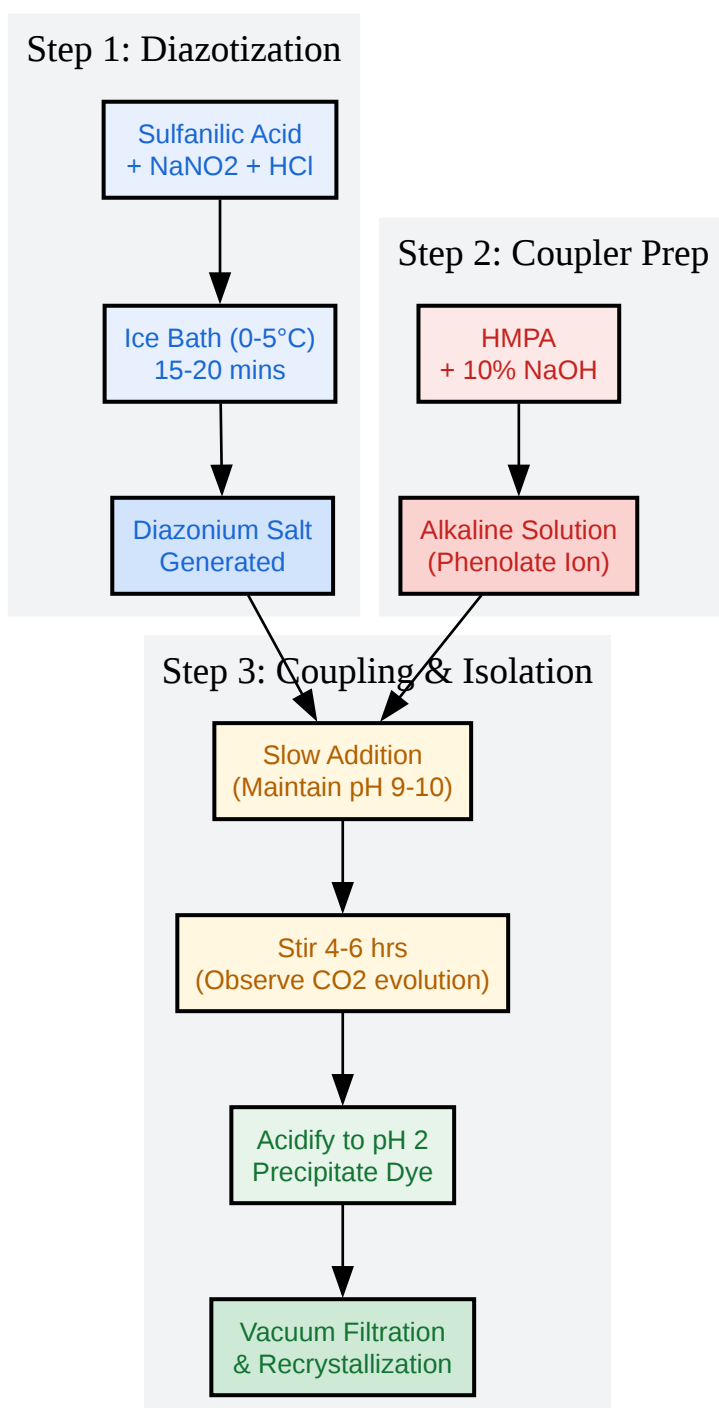 Step 1: Diazotization
Sulfanilic Acid
+ NaNO2 + HCl
Ice Bath (0-5°C)
15-20 mins
Diazonium Salt
Generated
Step 2: Coupler Prep
HMPA
+ 10% NaOH
Alkaline Solution
(Phenolate Ion)
Step 3: Coupling & Isolation
Slow Addition
(Maintain pH 9-10)
Stir 4-6 hrs
(Observe CO2 evolution)
Acidify to pH 2
Precipitate Dye
Vacuum Filtration
& Recrystallization